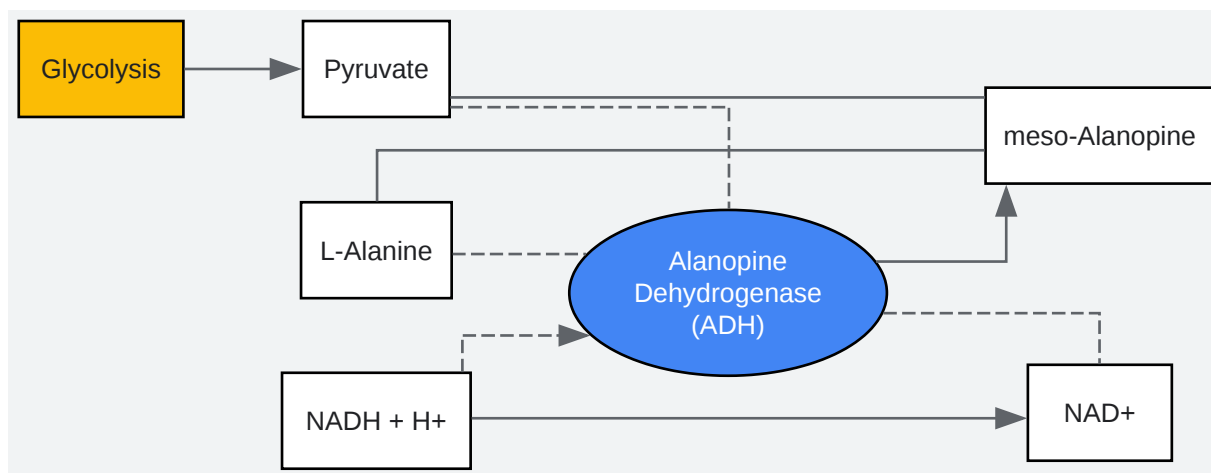 Glycolysis
Pyruvate
meso-Alanopine
L-Alanine
Alanopine
Dehydrogenase
(ADH)
NADH + H+
NAD+